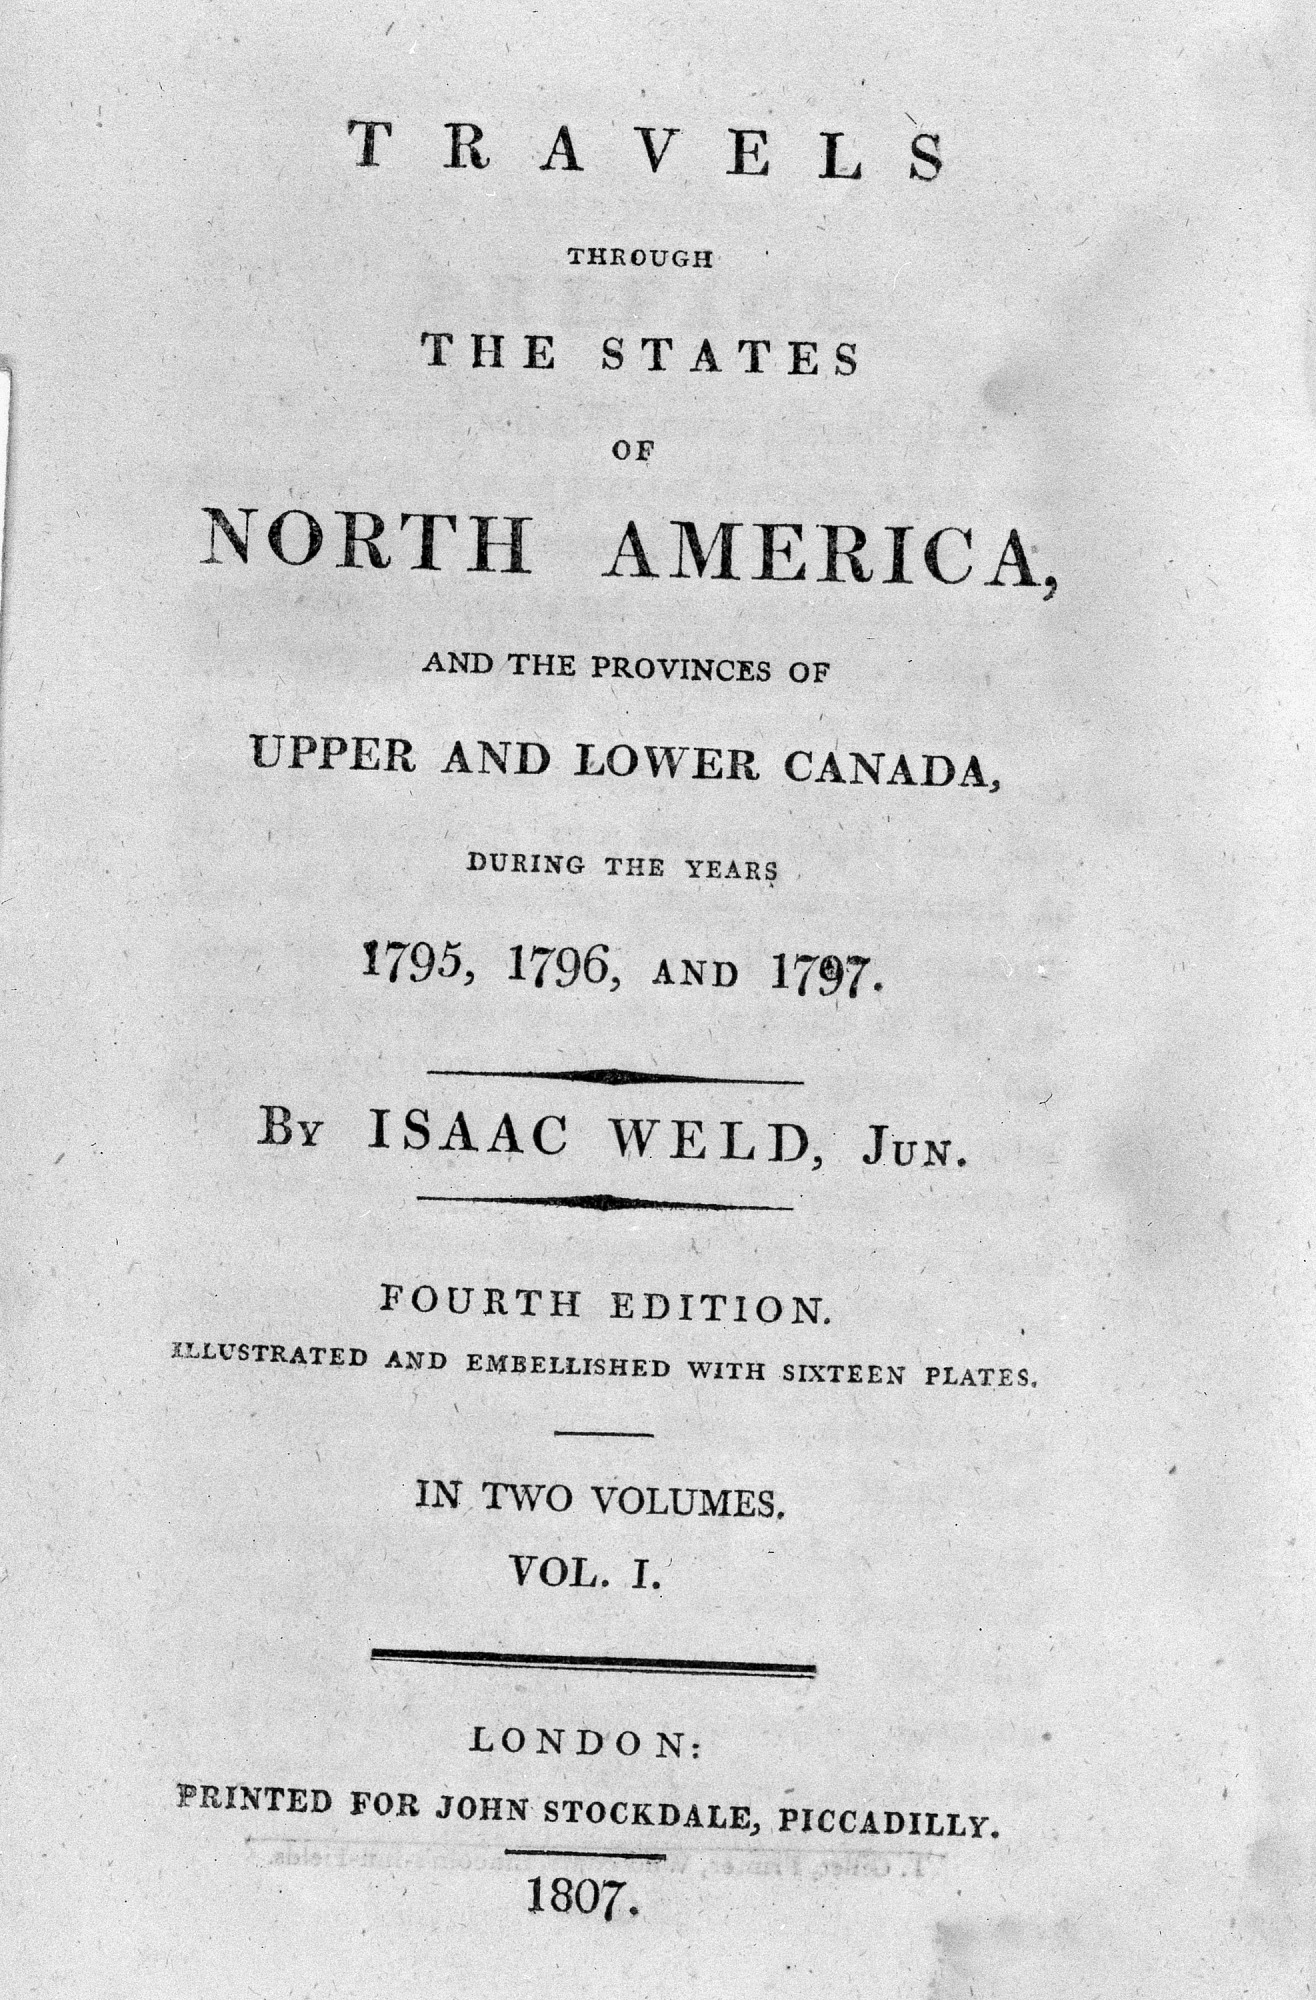 TRAVELS
THROUGH
THE STATES
OF
NORTH AMERICA,
AND THE PROVINCES OF
UPPER AND LOWER CANADA,
DURING THE YEARS
1795, 1796, AND 1797.
By ISAAC WELD, Jun.
FOURTH EDITION.
ILLUSTRATED AND EMBELLISHED WITH SIXTEEN PLATES.
IN TWO VOLUMES.
VOL. I.
LONDON:
PRINTED FOR JOHN STOCKDALE, PICCADILLY.
1807.